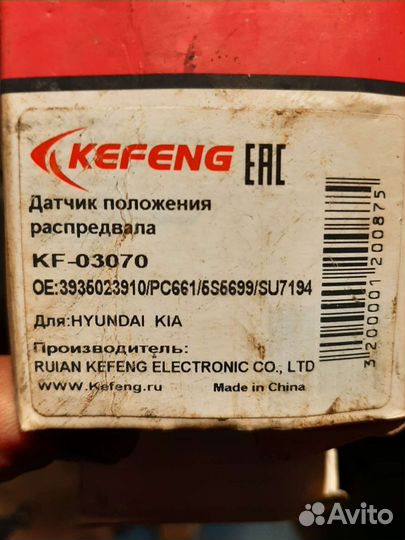 KEFENG EAC
Датчик положения
распредвала
KF-03070
OE:3935023910/PC661/5S5699/SU7194
Для:HYUNDAI KIA
Производитель:
RUIAN KEFENG ELECTRONIC CO., LTD
www.Kefeng.ru Made in China
3200001200875
Avito